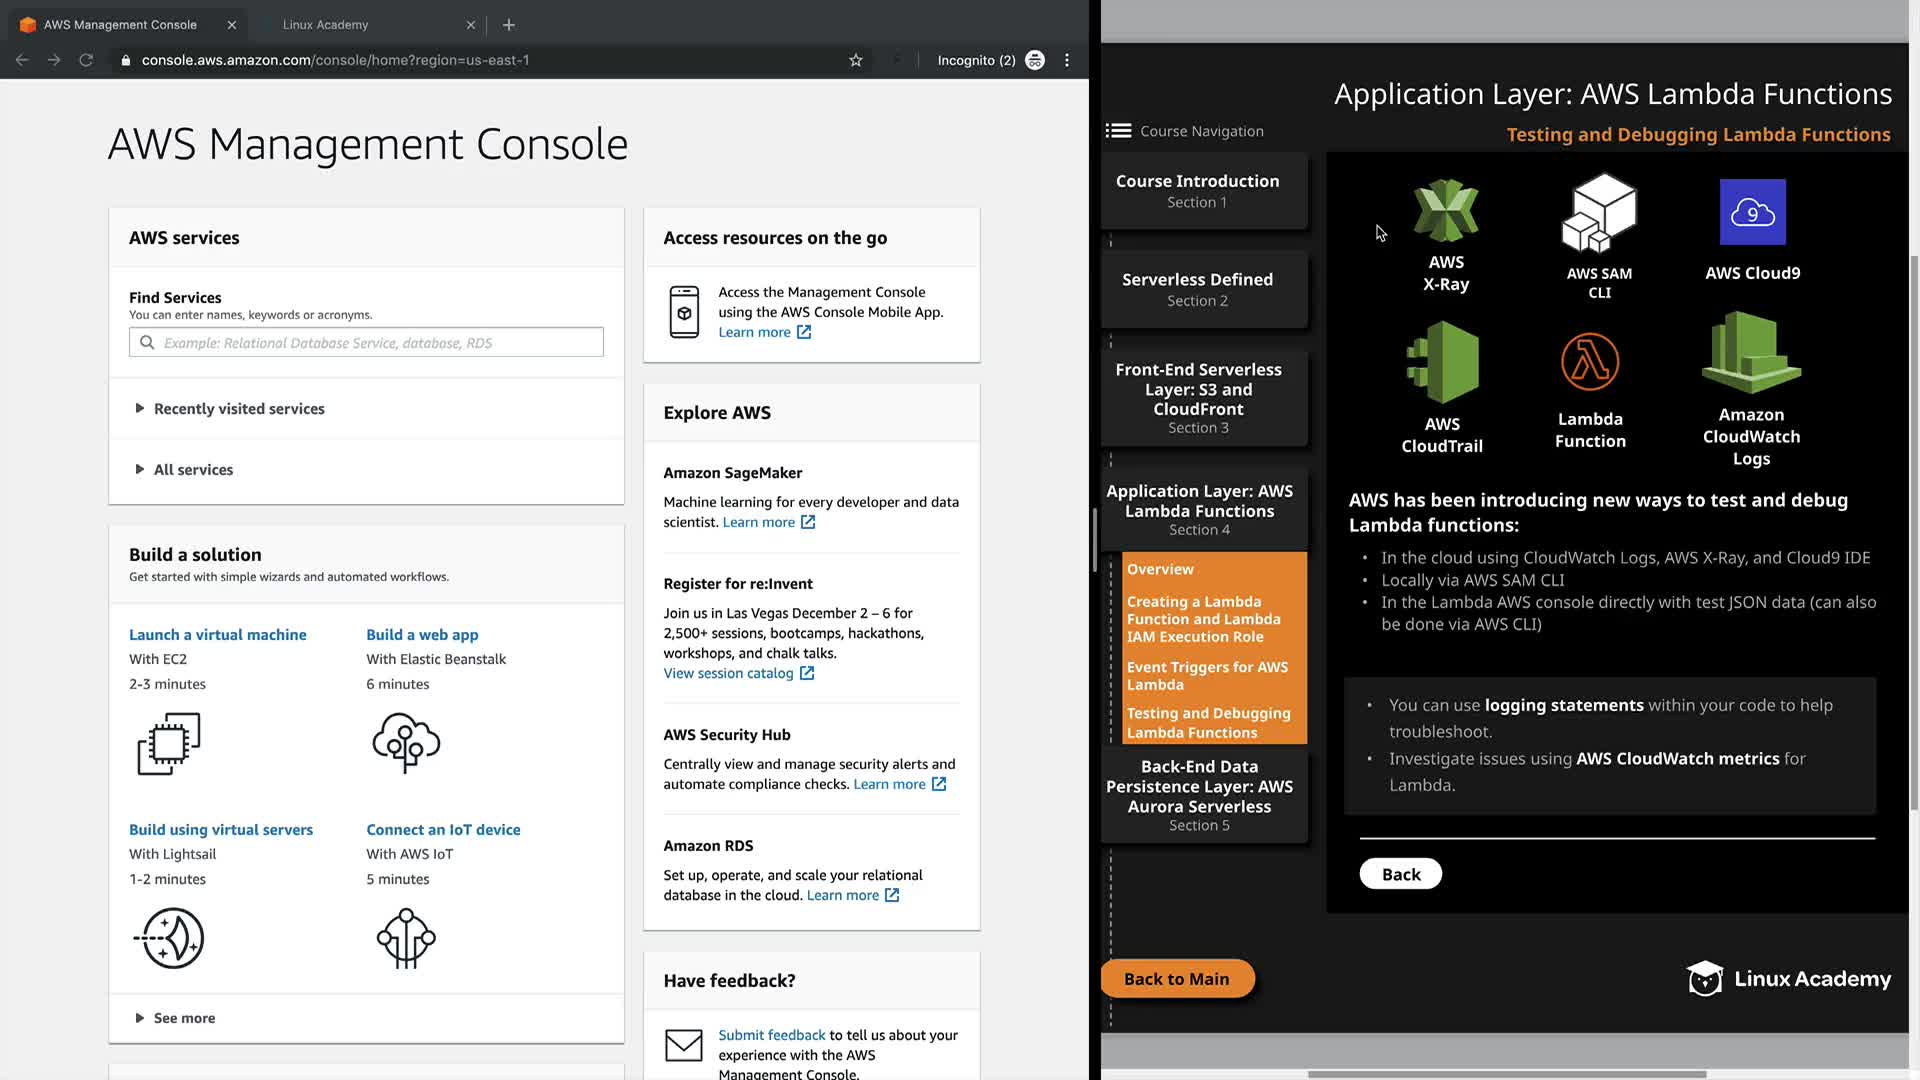 AWS Management Console
Linux Academy
console.aws.amazon.com/console/home?region=us-east-1
Incognito (2)
AWS Management Console
AWS services
Find Services
You can enter names, keywords or acronyms.
Example: Relational Database Service, database, RDS
Recently visited services
All services
Build a solution
Get started with simple wizards and automated workflows.
Launch a virtual machine
With EC2
2-3 minutes
Build a web app
With Elastic Beanstalk
6 minutes
Build using virtual servers
With Lightsail
1-2 minutes
Connect an IoT device
With AWS IoT
5 minutes
See more
Access resources on the go
Access the Management Console
using the AWS Console Mobile App.
Learn more
Explore AWS
Amazon SageMaker
Machine learning for every developer and data
scientist. Learn more
Register for re:Invent
Join us in Las Vegas December 2 – 6 for
2,500+ sessions, bootcamps, hackathons,
workshops, and chalk talks.
View session catalog
AWS Security Hub
Centrally view and manage security alerts and
automate compliance checks. Learn more
Amazon RDS
Set up, operate, and scale your relational
database in the cloud. Learn more
Have feedback?
Submit feedback to tell us about your
experience with the AWS
Management Console.
Application Layer: AWS Lambda Functions
Testing and Debugging Lambda Functions
Course Navigation
Course Introduction
Section 1
Serverless Defined
Section 2
Front-End Serverless
Layer: S3 and
CloudFront
Section 3
Application Layer: AWS
Lambda Functions
Section 4
Overview
Creating a Lambda
Function and Lambda
IAM Execution Role
Event Triggers for AWS
Lambda
Testing and Debugging
Lambda Functions
Back-End Data
Persistence Layer: AWS
Aurora Serverless
Section 5
Back to Main
AWS
X-Ray
AWS SAM
CLI
9
AWS Cloud9
AWS
CloudTrail
Lambda
Function
Amazon
CloudWatch
Logs
AWS has been introducing new ways to test and debug
Lambda functions:
• In the cloud using CloudWatch Logs, AWS X-Ray, and Cloud9 IDE
• Locally via AWS SAM CLI
• In the Lambda AWS console directly with test JSON data (can also
be done via AWS CLI)
• You can use logging statements within your code to help
troubleshoot.
• Investigate issues using AWS CloudWatch metrics for
Lambda.
Back
Linux Academy